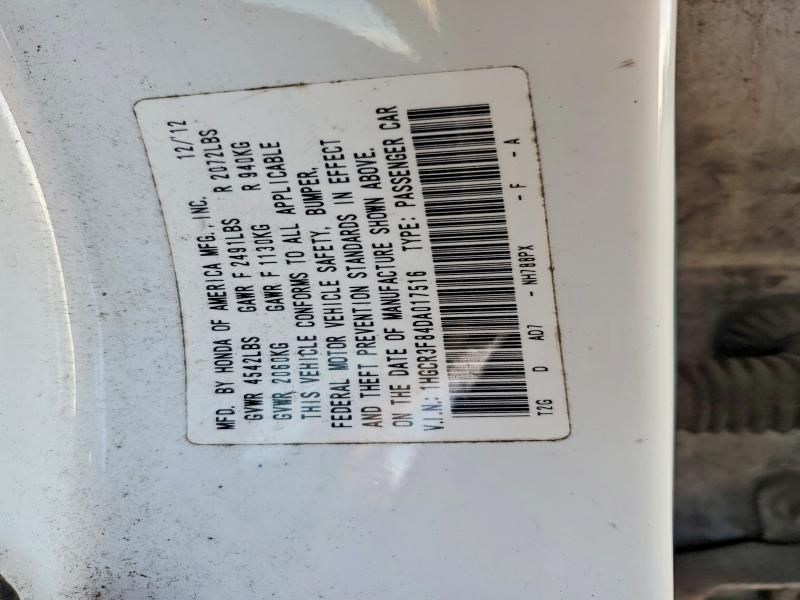 MFD. BY HONDA OF AMERICA MFG., INC. 12/'12
GVWR 4542LBS GAWR F 2491LBS R 2072LBS
GVWR 2060KG GAWR F 1130KG R 940KG
THIS VEHICLE CONFORMS TO ALL APPLICABLE
FEDERAL MOTOR VEHICLE SAFETY, BUMPER,
AND THEFT PREVENTION STANDARDS IN EFFECT
ON THE DATE OF MANUFACTURE SHOWN ABOVE.
V.I.N.: 1HGCR3F84DA017516 TYPE: PASSENGER CAR
T2G D AD7 - NH788PX - F - A